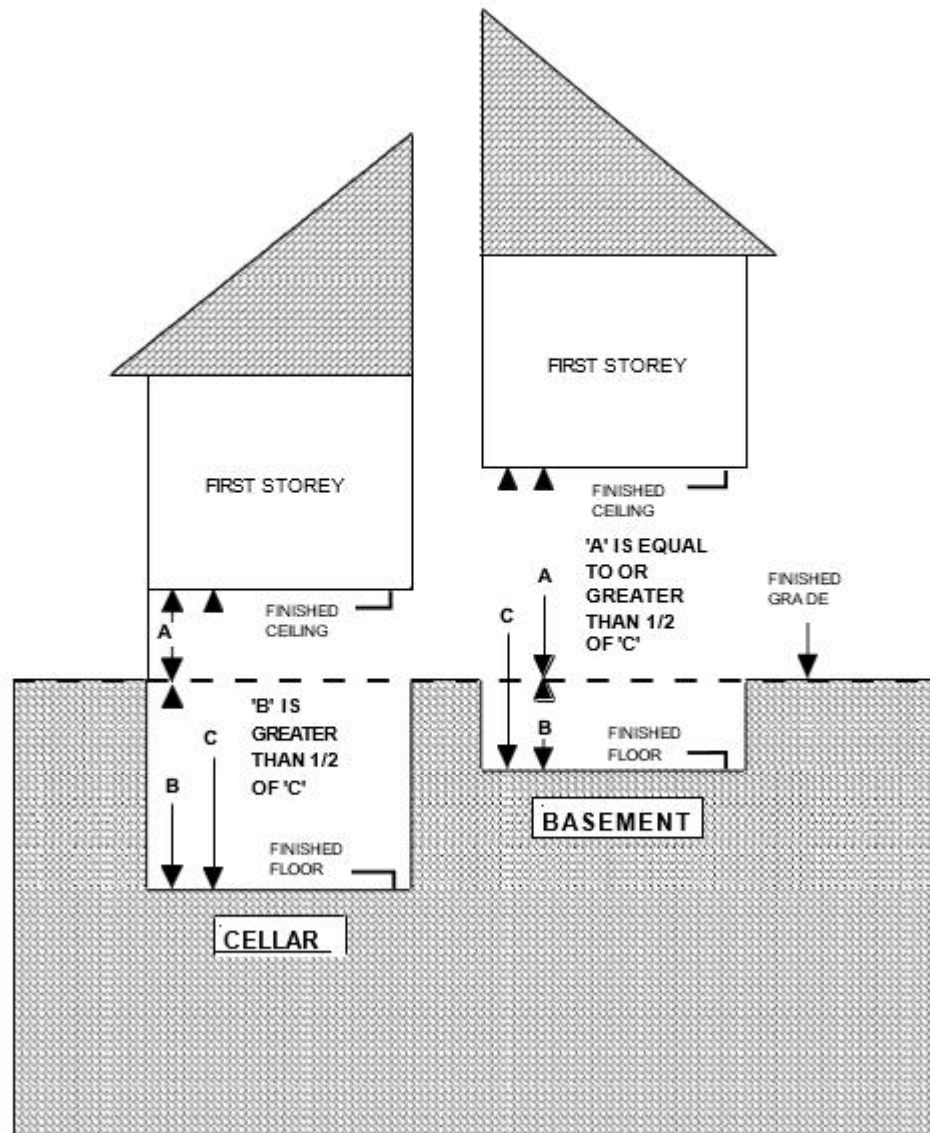 FIRST STOREY
FIRST STOREY
FINISHED
CEILING
A
FINISHED
CEILING
'A' IS EQUAL
TO OR
GREATER
THAN 1/2
OF 'C'
A
C
FINISHED
GRADE
'B' IS
GREATER
THAN 1/2
OF 'C'
C
B
FINISHED
FLOOR
B
FINISHED
FLOOR
BASEMENT
CELLAR